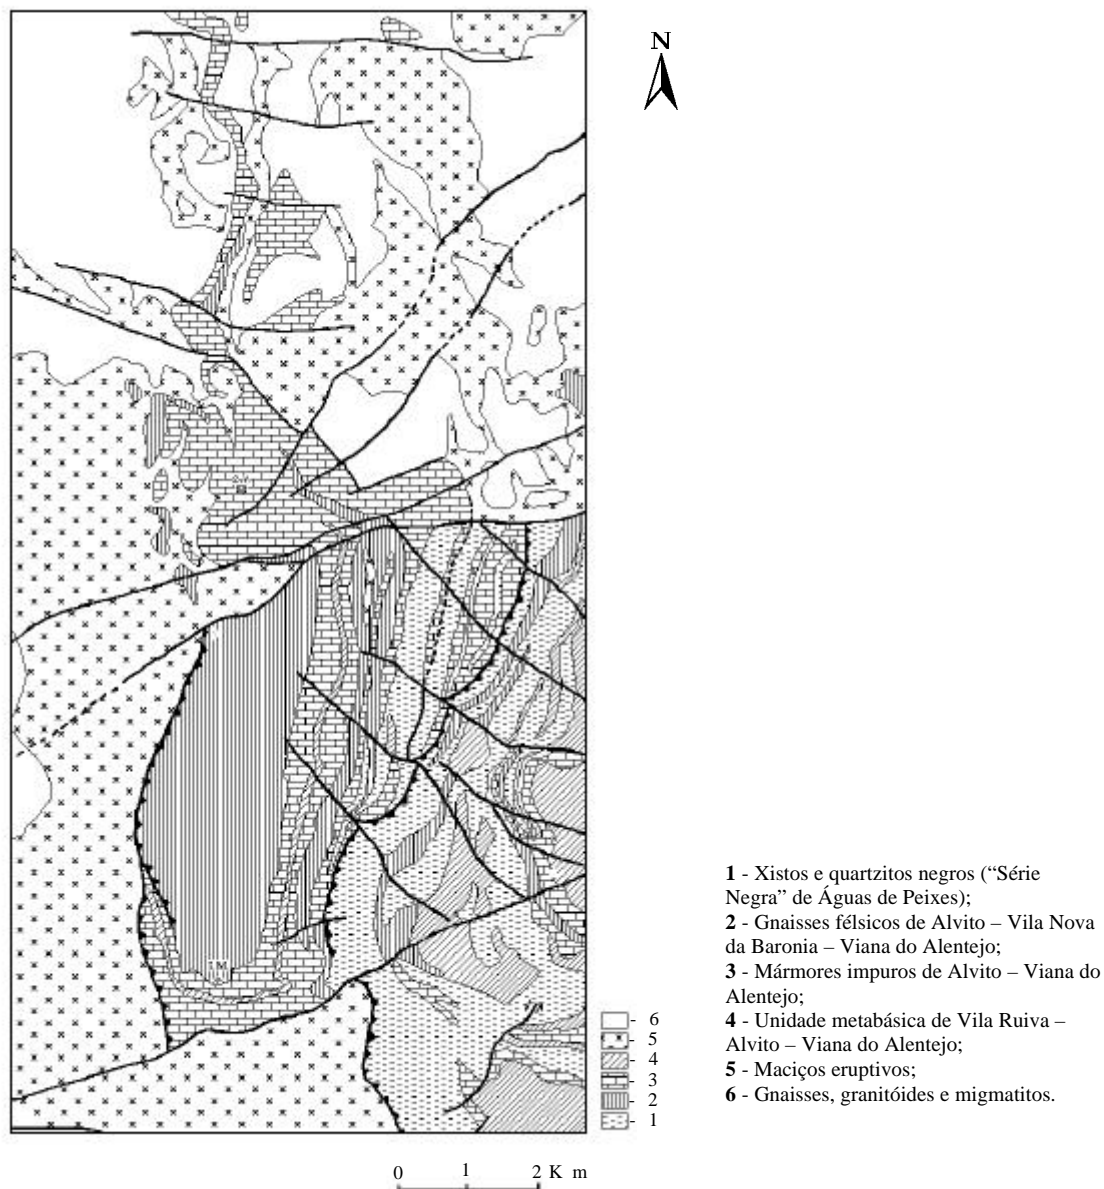 N
1 - Xistos e quartzitos negros (“Série
Negra” de Águas de Peixes);
2 - Gnaisses félsicos de Alvito – Vila Nova
da Baronia – Viana do Alentejo;
3 - Mármores impuros de Alvito – Viana do
Alentejo;
4 - Unidade metabásica de Vila Ruiva –
Alvito – Viana do Alentejo;
5 - Maciços eruptivos;
6 - Gnaisses, granitóides e migmatitos.
- 6
- 5
- 4
- 3
- 2
- 1
0 1 2 K m